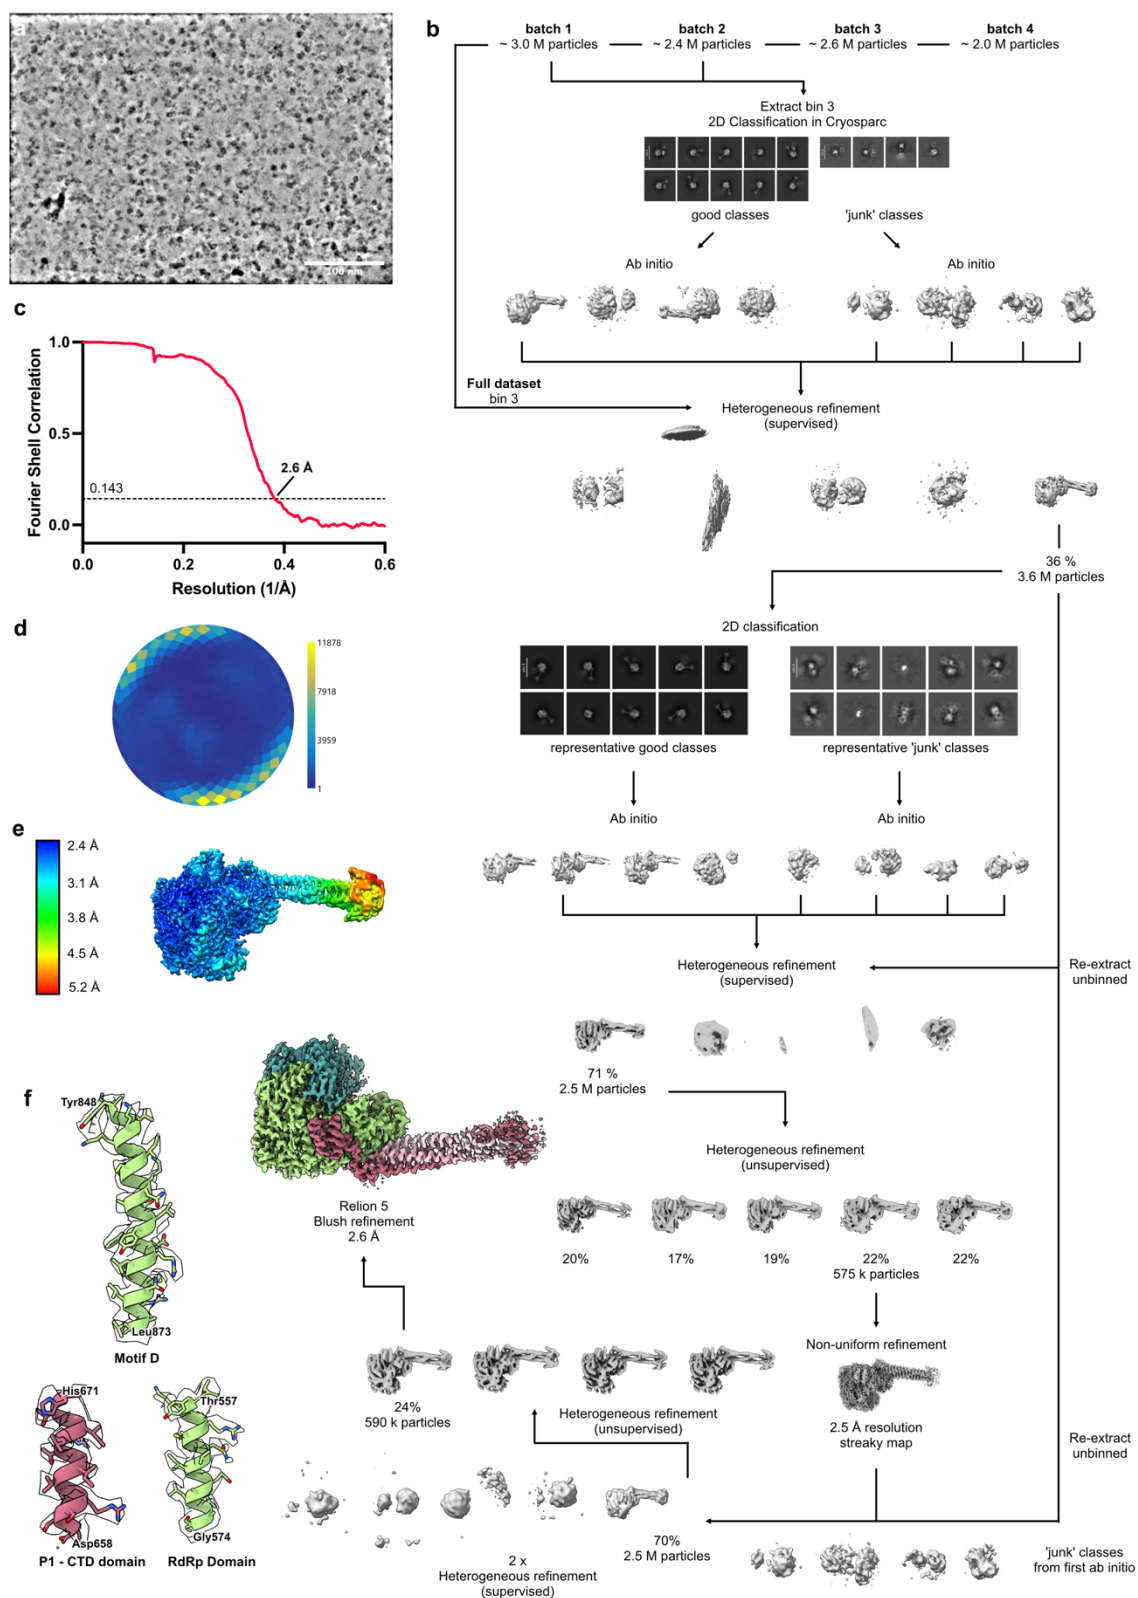 a
100 nm
b
batch 1
~ 3.0 M particles
batch 2
~ 2.4 M particles
batch 3
~ 2.6 M particles
batch 4
~ 2.0 M particles
Extract bin 3
2D Classification in Cryosparc
good classes
'junk' classes
Ab initio
Ab initio
Full dataset
bin 3
Heterogeneous refinement
(supervised)
36 %
3.6 M particles
2D classification
representative good classes
representative 'junk' classes
Ab initio
Ab initio
Heterogeneous refinement
(supervised)
Re-extract
unbinned
71 %
2.5 M particles
Heterogeneous refinement
(unsupervised)
20%
17%
19%
22%
575 k particles
22%
Non-uniform refinement
2.5 Å resolution
streaky map
Re-extract
unbinned
'junk' classes
from first ab initio
70%
2.5 M particles
2 x
Heterogeneous refinement
(supervised)
Heterogeneous refinement
(unsupervised)
24%
590 k particles
Relion 5
Blush refinement
2.6 Å
c
Fourier Shell Correlation
1.0
0.5
0.0
0.143
2.6 Å
0.0
0.2
0.4
0.6
Resolution (1/Å)
d
11878
7918
3959
1
e
2.4 Å
3.1 Å
3.8 Å
4.5 Å
5.2 Å
f
Tyr848
Leu873
Motif D
His671
Asp658
P1 - CTD domain
Thr557
Gly574
RdRp Domain